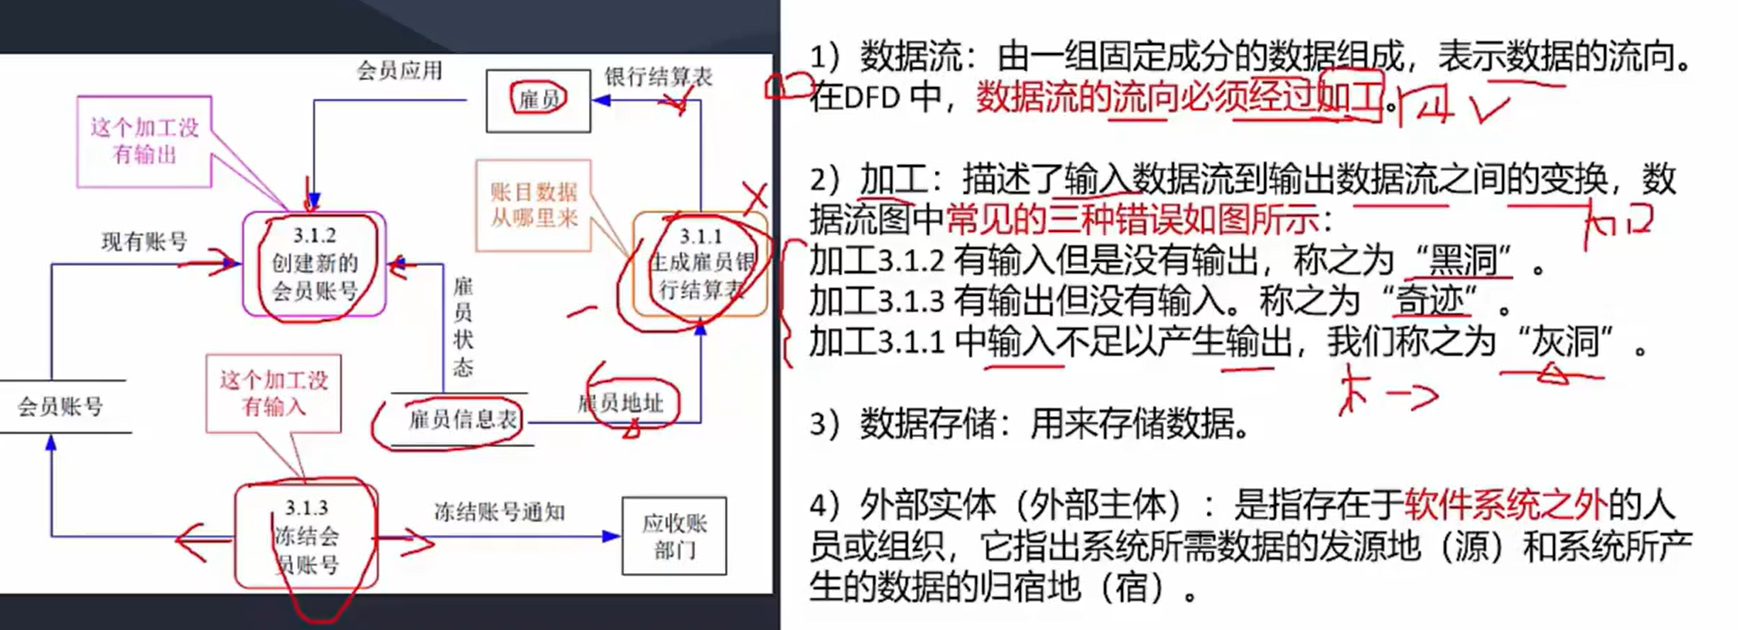 会员应用
雇员
银行结算表
这个加工没
有输出
账目数据
从哪里来
现有账号
3.1.2
创建新的
会员账号
3.1.1
生成雇员银
行结算表
雇员状态
这个加工没
有输入
会员账号
雇员信息表
雇员地址
3.1.3
冻结会
员账号
冻结账号通知
应收账
部门
1）数据流：由一组固定成分的数据组成，表示数据的流向。
在DFD 中，数据流的流向必须经过加工。
2）加工：描述了输入数据流到输出数据流之间的变换，数
据流图中常见的三种错误如图所示：
加工3.1.2 有输入但是没有输出，称之为“黑洞”。
加工3.1.3 有输出但没有输入。称之为“奇迹”。
加工3.1.1 中输入不足以产生输出，我们称之为“灰洞”。
3）数据存储：用来存储数据。
4）外部实体（外部主体）：是指存在于软件系统之外的人
员或组织，它指出系统所需数据的发源地（源）和系统所产
生的数据的归宿地（宿）。